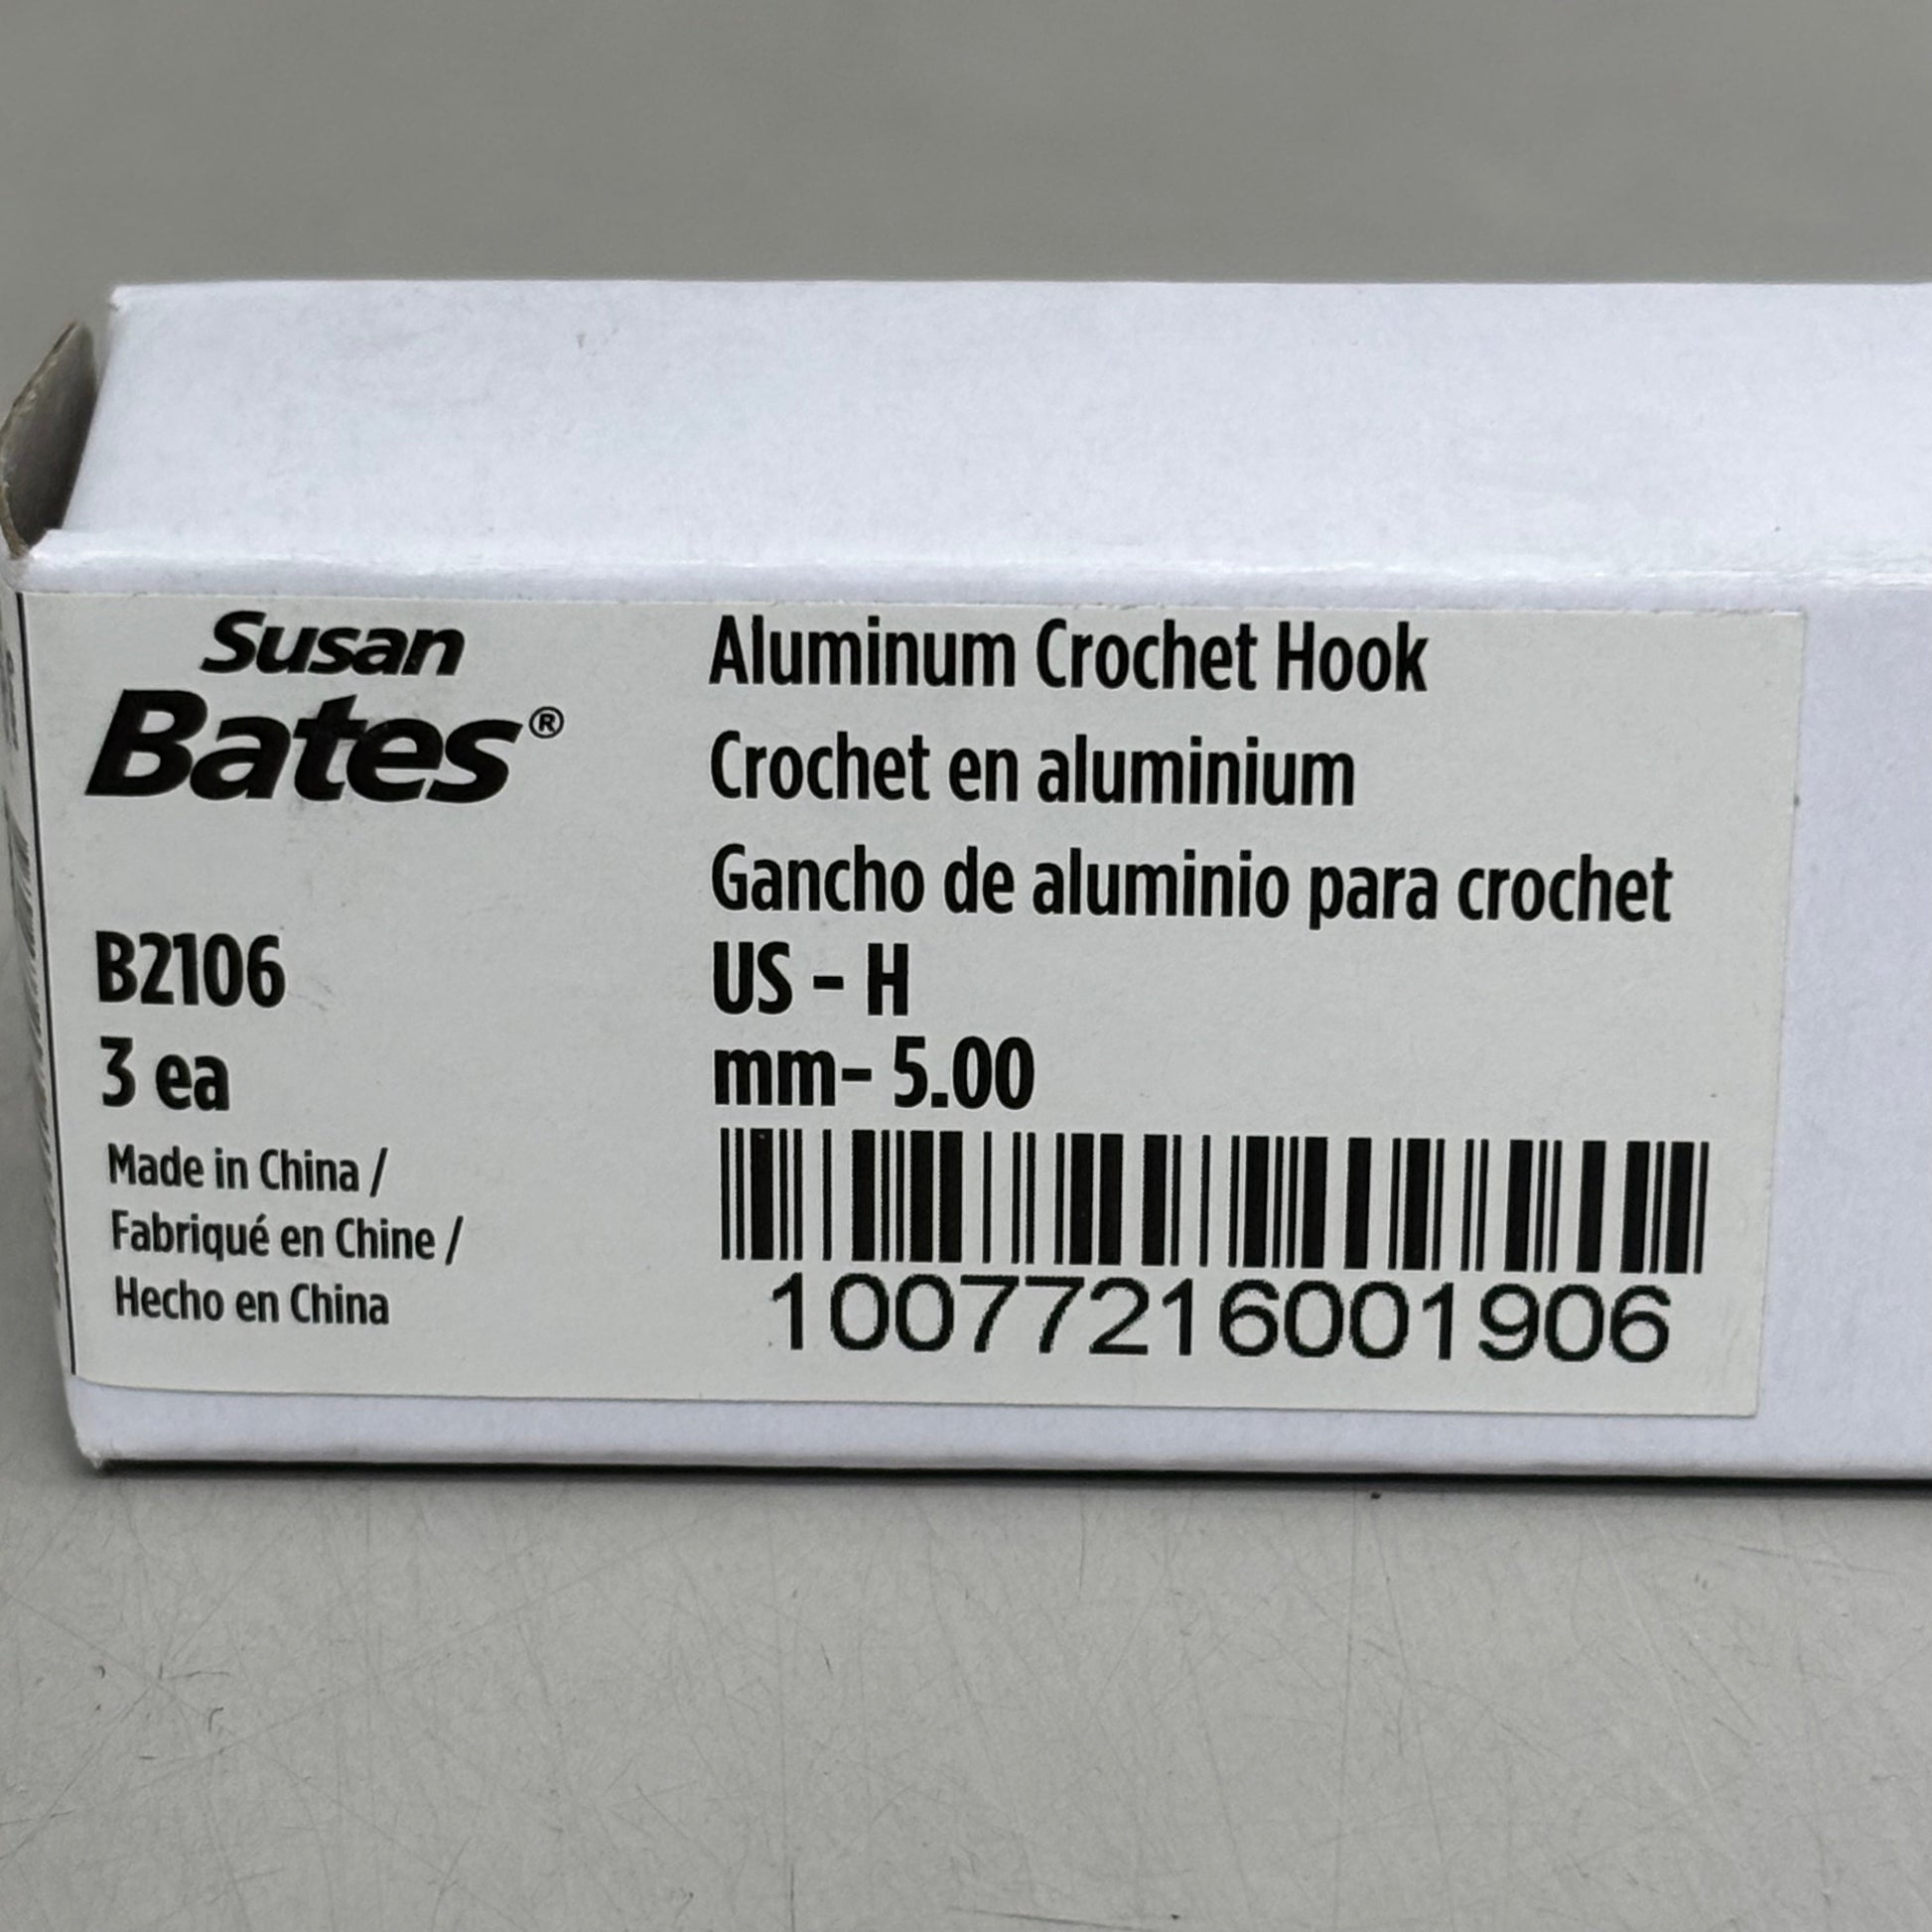 Susan
Bates®
B2106
3 ea
Made in China /
Fabriqué en Chine /
Hecho en China
Aluminum Crochet Hook
Crochet en aluminium
Gancho de aluminio para crochet
US - H
mm- 5.00
10077216001906